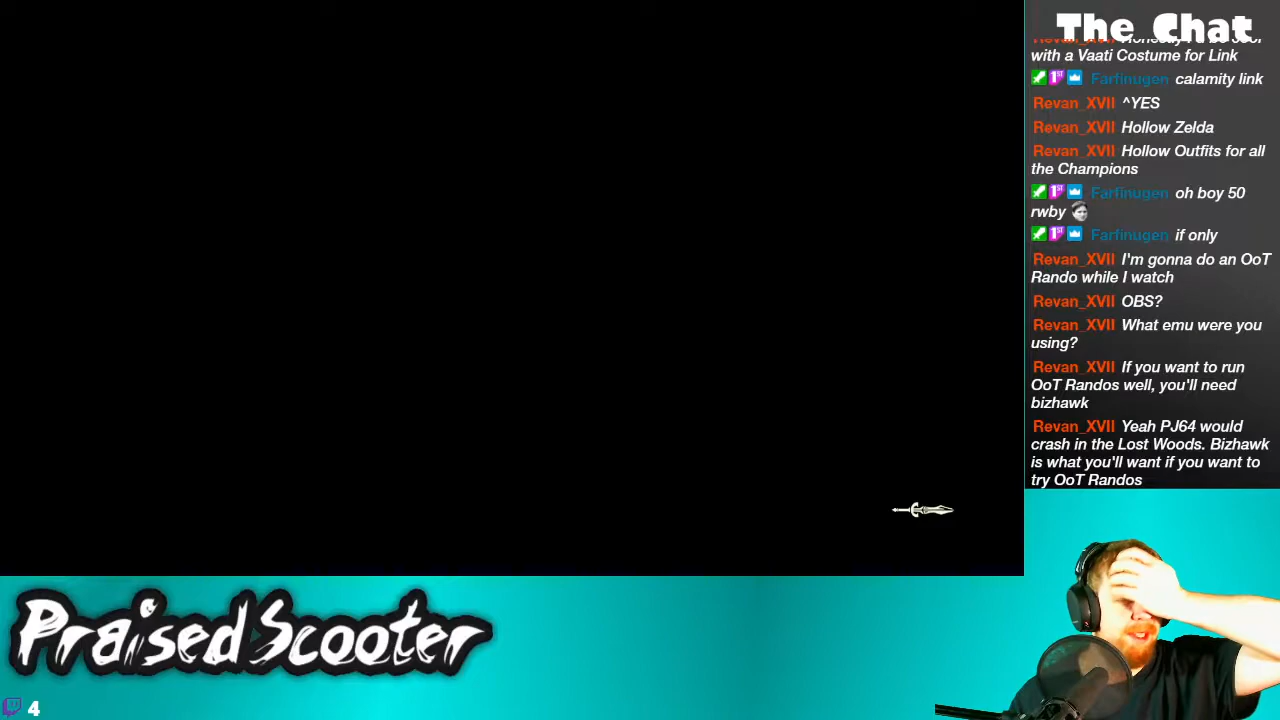 The Chat
with a Vaati Costume for Link
Farfinugen calamity link
Revan_XVII ^YES
Revan_XVII Hollow Zelda
Revan_XVII Hollow Outfits for all
the Champions
Farfinugen oh boy 50
rwby
Farfinugen if only
Revan_XVII I'm gonna do an OoT
Rando while I watch
Revan_XVII OBS?
Revan_XVII What emu were you
using?
Revan_XVII If you want to run
OoT Randos well, you'll need
bizhawk
Revan_XVII Yeah PJ64 would
crash in the Lost Woods. Bizhawk
is what you'll want if you want to
try OoT Randos
Praised Scooter
4